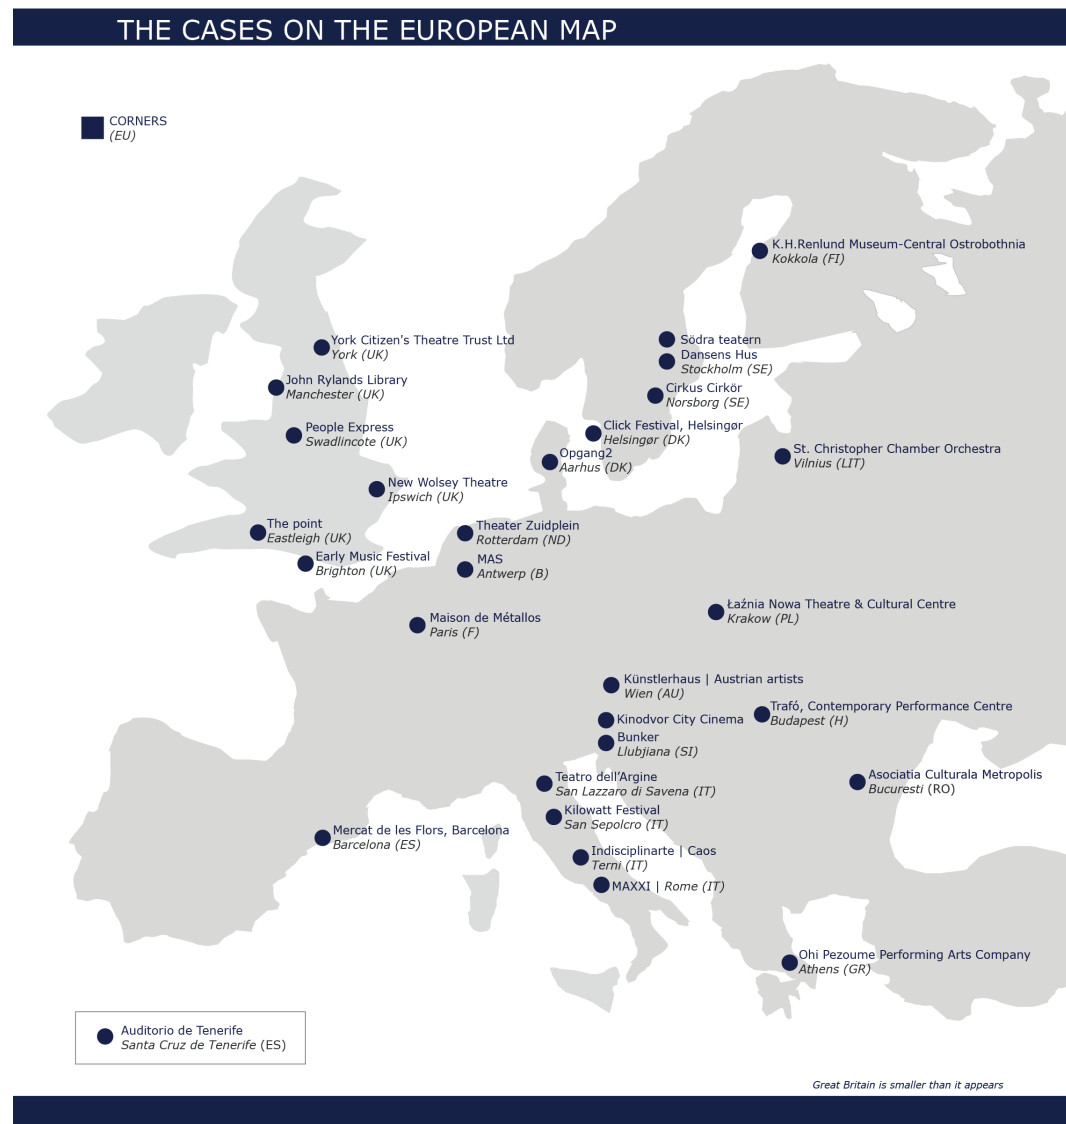 THE CASES ON THE EUROPEAN MAP
CORNERS
(EU)
K.H.Renlund Museum-Central Ostrobothnia
Kokkola (FI)
York Citizen's Theatre Trust Ltd
York (UK)
Södra teatern
Dansens Hus
Stockholm (SE)
John Rylands Library
Manchester (UK)
Cirkus Cirkör
Norsborg (SE)
People Express
Swadlincote (UK)
Click Festival, Helsingør
Helsingør (DK)
Opgang2
Aarhus (DK)
St. Christopher Chamber Orchestra
Vilnius (LIT)
New Wolsey Theatre
Ipswich (UK)
The point
Eastleigh (UK)
Theater Zuidplein
Rotterdam (ND)
Early Music Festival
Brighton (UK)
MAS
Antwerp (B)
Maison de Métallos
Paris (F)
Łaźnia Nowa Theatre & Cultural Centre
Krakow (PL)
Künstlerhaus | Austrian artists
Wien (AU)
Trafó, Contemporary Performance Centre
Budapest (H)
Kinodvor City Cinema
Bunker
Llubjiana (SI)
Teatro dell’Argine
San Lazzaro di Savena (IT)
Asociatia Culturala Metropolis
Bucuresti (RO)
Kilowatt Festival
San Sepolcro (IT)
Mercat de les Flors, Barcelona
Barcelona (ES)
Indisciplinarte | Caos
Terni (IT)
MAXXI | Rome (IT)
Ohi Pezoume Performing Arts Company
Athens (GR)
Auditorio de Tenerife
Santa Cruz de Tenerife (ES)
Great Britain is smaller than it appears